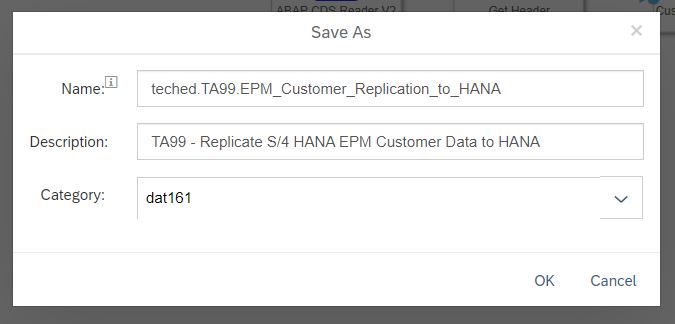 ABAP CDS Reader V2
Get Header
Cus
Save As
Name:
teched.TA99.EPM_Customer_Replication_to_HANA
Description:
TA99 - Replicate S/4 HANA EPM Customer Data to HANA
Category:
dat161
OK
Cancel